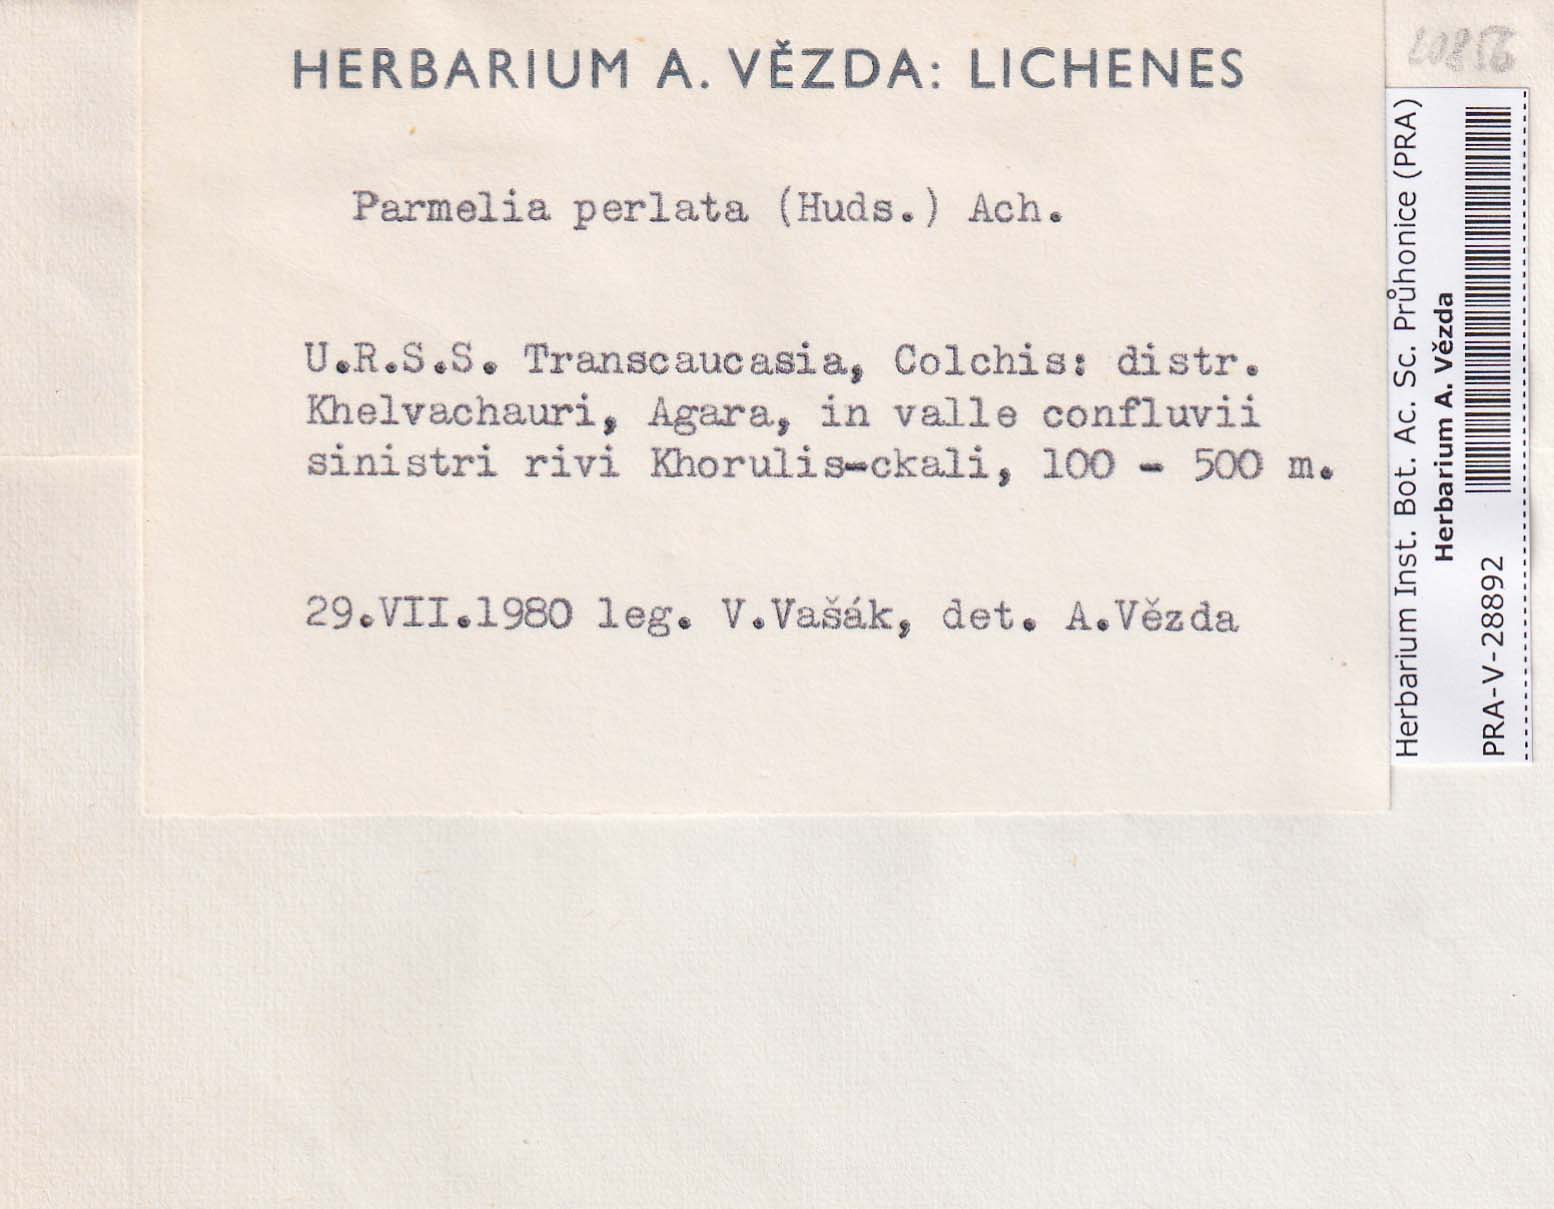 HERBARIUM A. VĚZDA: LICHENES
Parmelia perlata (Huds.) Ach.
U.R.S.S. Transcaucasia, Colchis: distr.
Khelvachauri, Agara, in valle confluvii
sinistri rivi Khorulis-ckali, 100 - 500 m.
29.VII.1980 leg. V.Vašák, det. A.Vězda
Herbarium Inst. Bot. Ac. Sc. Průhonice (PRA)
Herbarium A. Vězda
PRA-V-28892